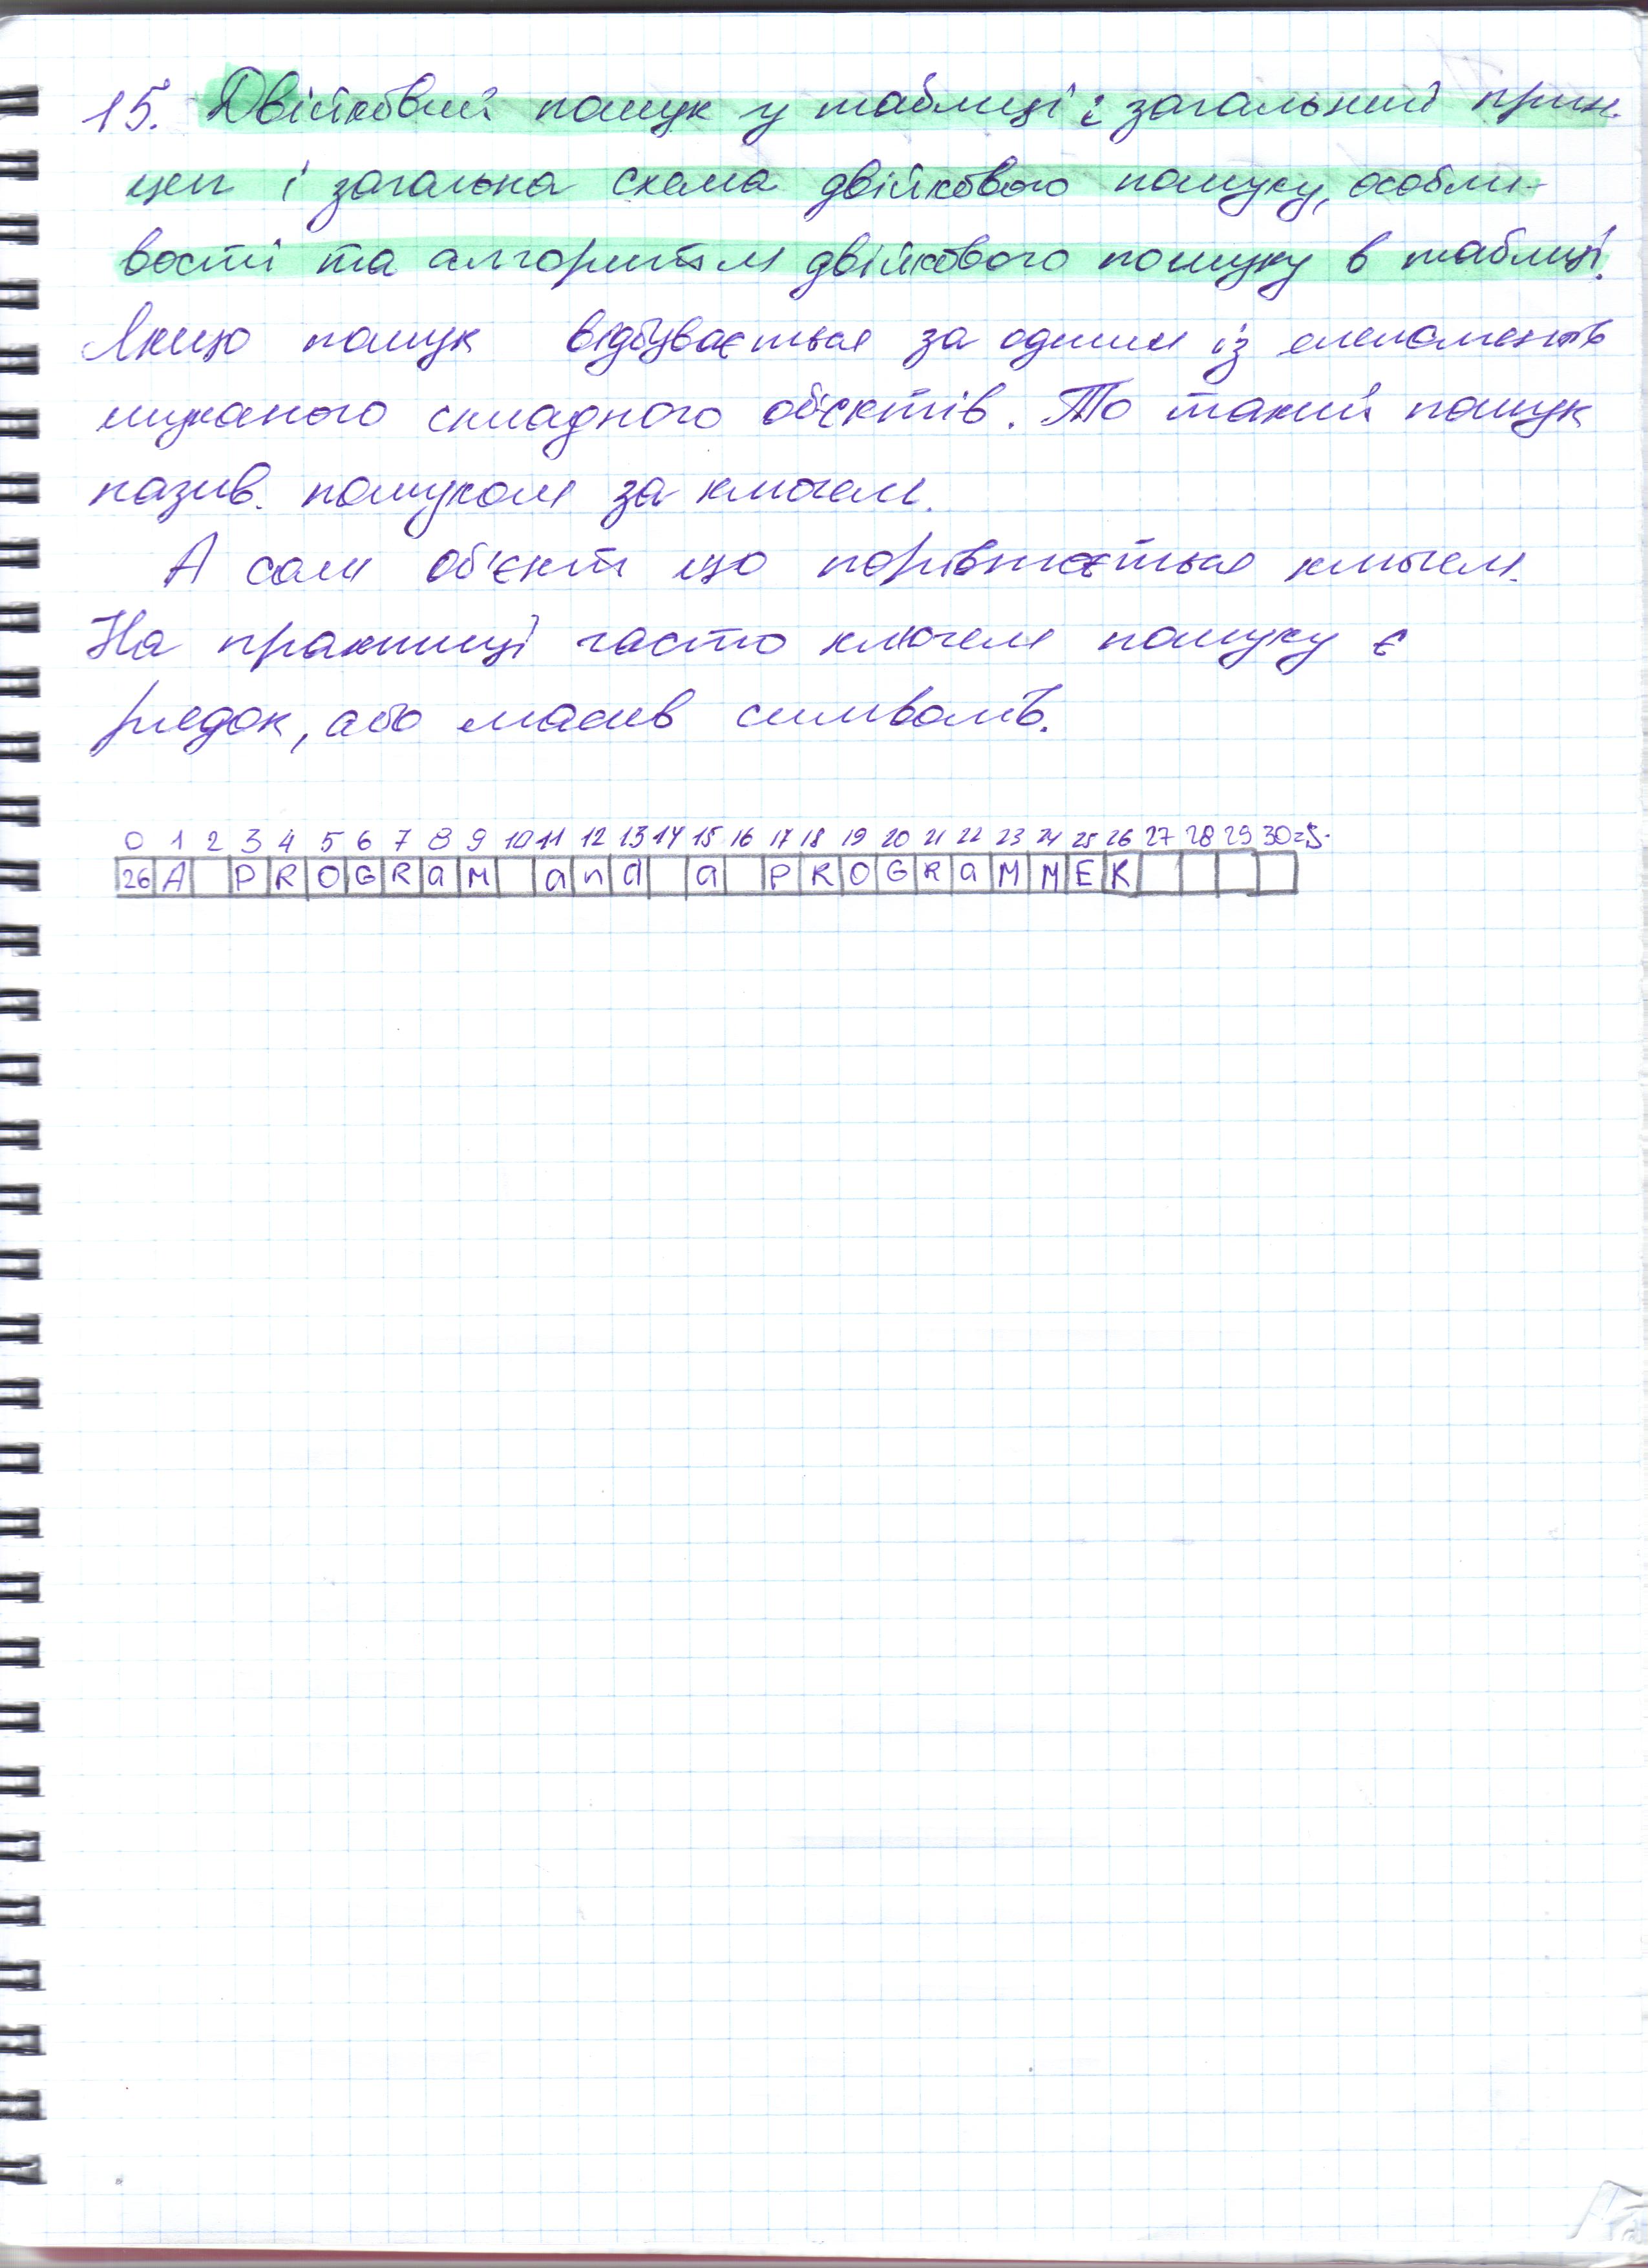 15. Двійковий пошук у таблиці: загальний прин-
цеп і загальна схема двійкового пошуку, особли-
вості та алгоритм двійкового пошуку в таблиці.
Якщо пошук відбувається за одним із елементів
шуканого складного об'єктів. То такий пошук
назив. пошуком за ключем.
А сам об'єкт що порівнюється ключем.
На практиці часто ключем пошуку є
рядок, або масив символів.
0 1 2 3 4 5 6 7 8 9 10 11 12 13 14 15 16 17 18 19 20 21 22 23 24 25 26 27 28 29 30=S.
26 A P R O G R a M a n d a P R O G R a M M E R